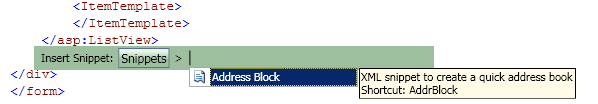 <ItemTemplate>
</ItemTemplate>
</asp:ListView>
Insert Snippet: Snippets >
Address Block
XML snippet to create a quick address book
Shortcut: AddrBlock
</div>
</form>